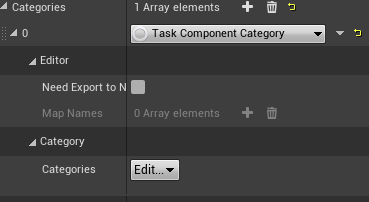 Categories 1 Array elements
0 Task Component Category
Editor
Need Export to N
Map Names 0 Array elements
Category
Categories Edit...